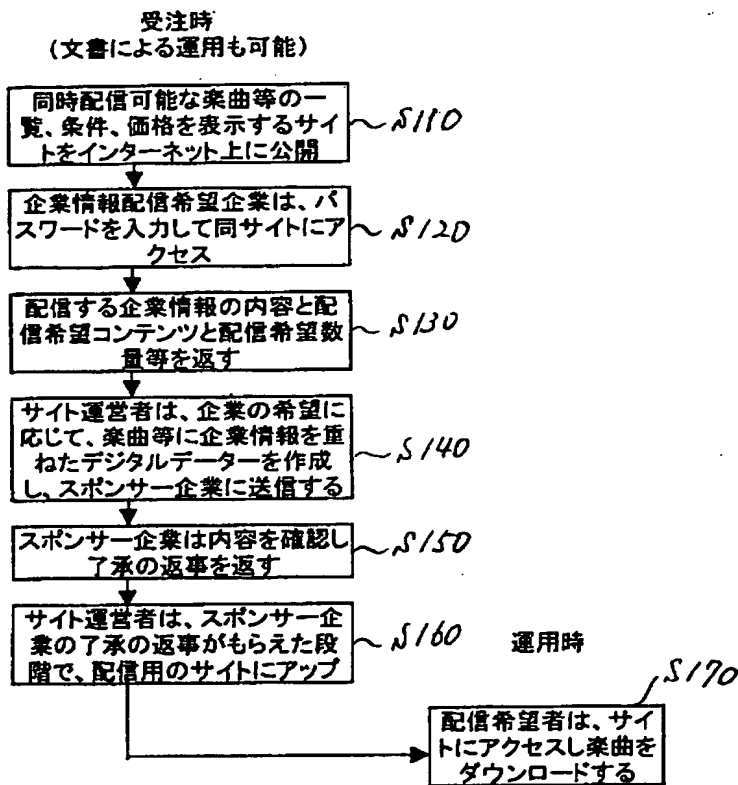 受注時
(文書による運用も可能)
同時配信可能な楽曲等の一
覧、条件、価格を表示するサイ
トをインターネット上に公開
S110
企業情報配信希望企業は、パ
スワードを入力して同サイトにア
クセス
S120
配信する企業情報の内容と配
信希望コンテンツと配信希望数
量等を返す
S130
サイト運営者は、企業の希望に
応じて、楽曲等に企業情報を重
ねたデジタルデーターを作成
し、スポンサー企業に送信する
S140
スポンサー企業は内容を確認し
了承の返事を返す
S150
サイト運営者は、スポンサー企
業の了承の返事がもらえた段
階で、配信用のサイトにアップ
S160
運用時
S170
配信希望者は、サイ
トにアクセスし楽曲を
ダウンロードする